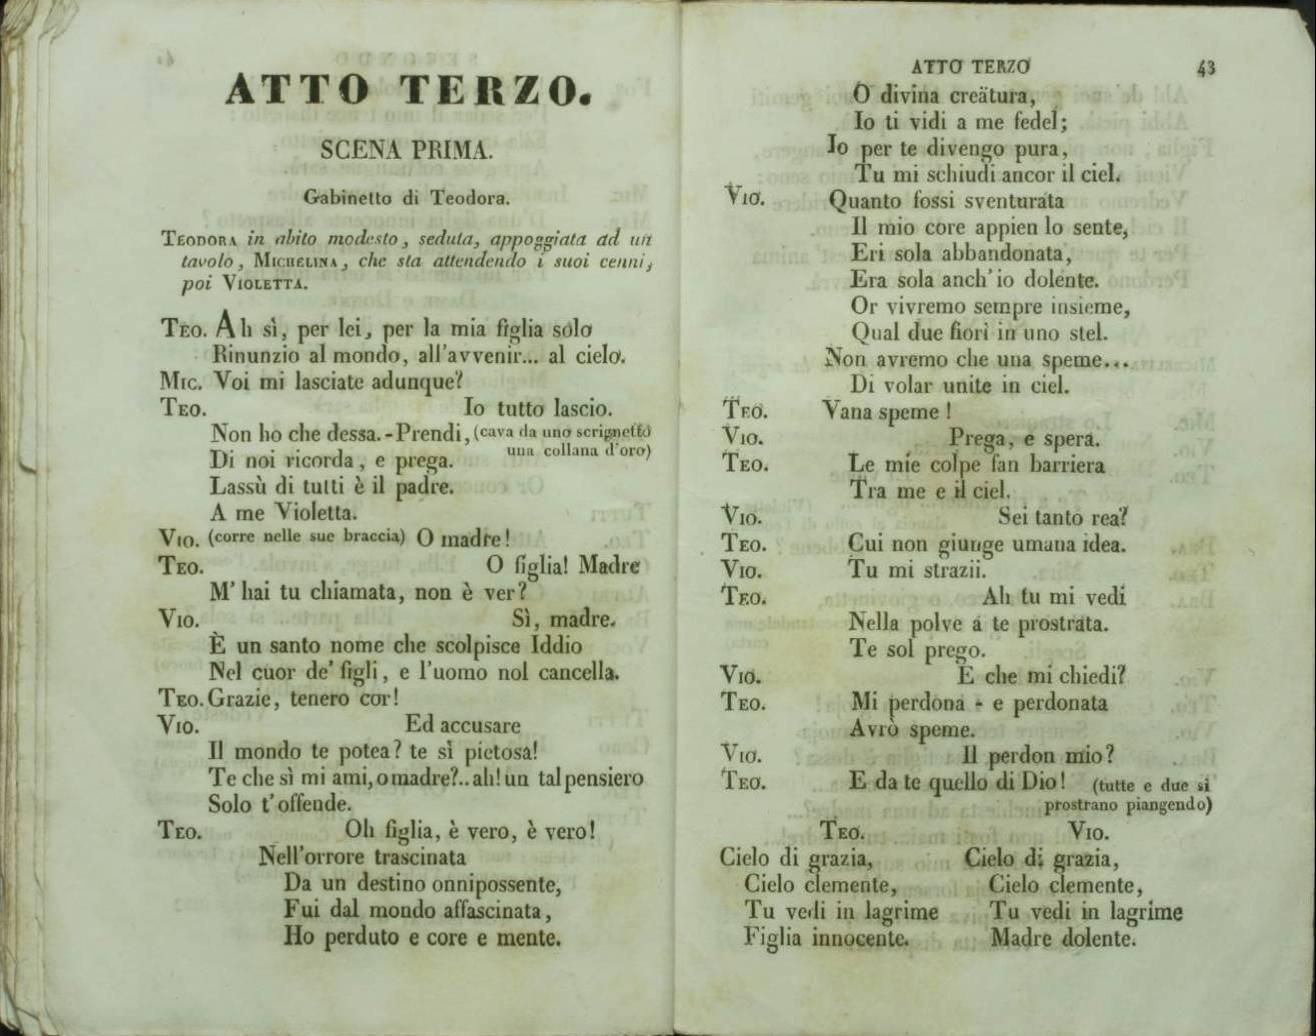 ATTO TERZO.
SCENA PRIMA.
Gabinetto di Teodora.
TEODORA in abito modesto, seduta, appoggiata ad un
tavolo, MICHELINA, che sta attendendo i suoi cenni,
poi VIOLETTA.
TEO. Ah sì, per lei, per la mia figlia solo
Rinunzio al mondo, all'avvenir... al cielo.
MIC. Voi mi lasciate adunque?
TEO. Io tutto lascio.
Non ho che dessa.-Prendi, (cava da uno scrignetto
Di noi ricorda, e prega. una collana d'oro)
Lassù di tutti è il padre.
A me Violetta.
VIO. (corre nelle sue braccia) O madre!
TEO. O figlia! Madre
M'hai tu chiamata, non è ver?
VIO. Sì, madre.
È un santo nome che scolpisce Iddio
Nel cuor de' figli, e l'uomo nol cancella.
TEO. Grazie, tenero cor!
VIO. Ed accusare
Il mondo te potea? te sì pietosa!
Te che sì mi ami, o madre?.. ah! un tal pensiero
Solo t'offende.
TEO. Oh figlia, è vero, è vero!
Nell'orrore trascinata
Da un destino onnipossente,
Fui dal mondo affascinata,
Ho perduto e core e mente.
ATTO TERZO 43
O divina creätura,
Io ti vidi a me fedel;
Io per te divengo pura,
Tu mi schiudi ancor il ciel.
VIO. Quanto fossi sventurata
Il mio core appien lo sente,
Eri sola abbandonata,
Era sola anch'io dolente.
Or vivremo sempre insieme,
Qual due fiori in uno stel.
Non avremo che una speme...
Di volar unite in ciel.
TEO. Vana speme!
VIO. Prega, e spera.
TEO. Le mie colpe fan barriera
Tra me e il ciel.
VIO. Sei tanto rea?
TEO. Cui non giunge umana idea.
VIO. Tu mi strazii.
TEO. Ah tu mi vedi
Nella polve a te prostrata.
Te sol prego.
VIO. E che mi chiedi?
TEO. Mi perdona - e perdonata
Avrò speme.
VIO. Il perdon mio?
TEO. E da te quello di Dio! (tutte e due si
prostrano piangendo)
TEO. VIO.
Cielo di grazia, Cielo di grazia,
Cielo clemente, Cielo clemente,
Tu vedi in lagrime Tu vedi in lagrime
Figlia innocente. Madre dolente.